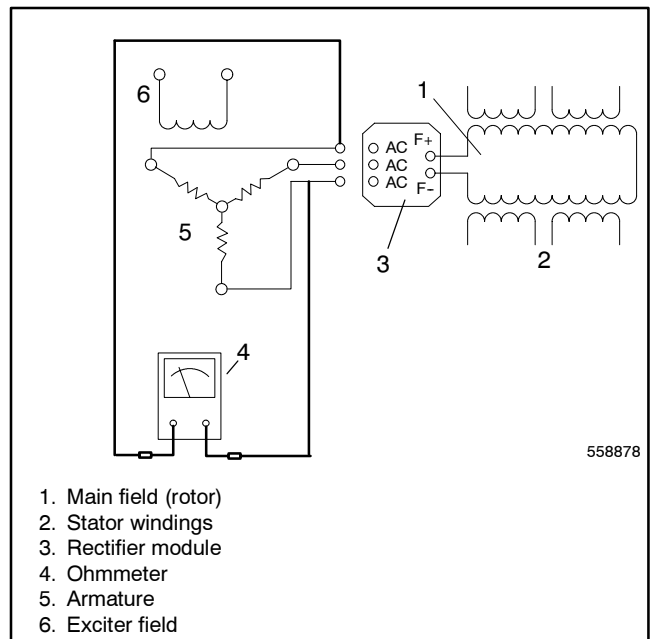 6
1
AC F+
AC
AC F-
5
3
2
4
558878
1. Main field (rotor)
2. Stator windings
3. Rectifier module
4. Ohmmeter
5. Armature
6. Exciter field